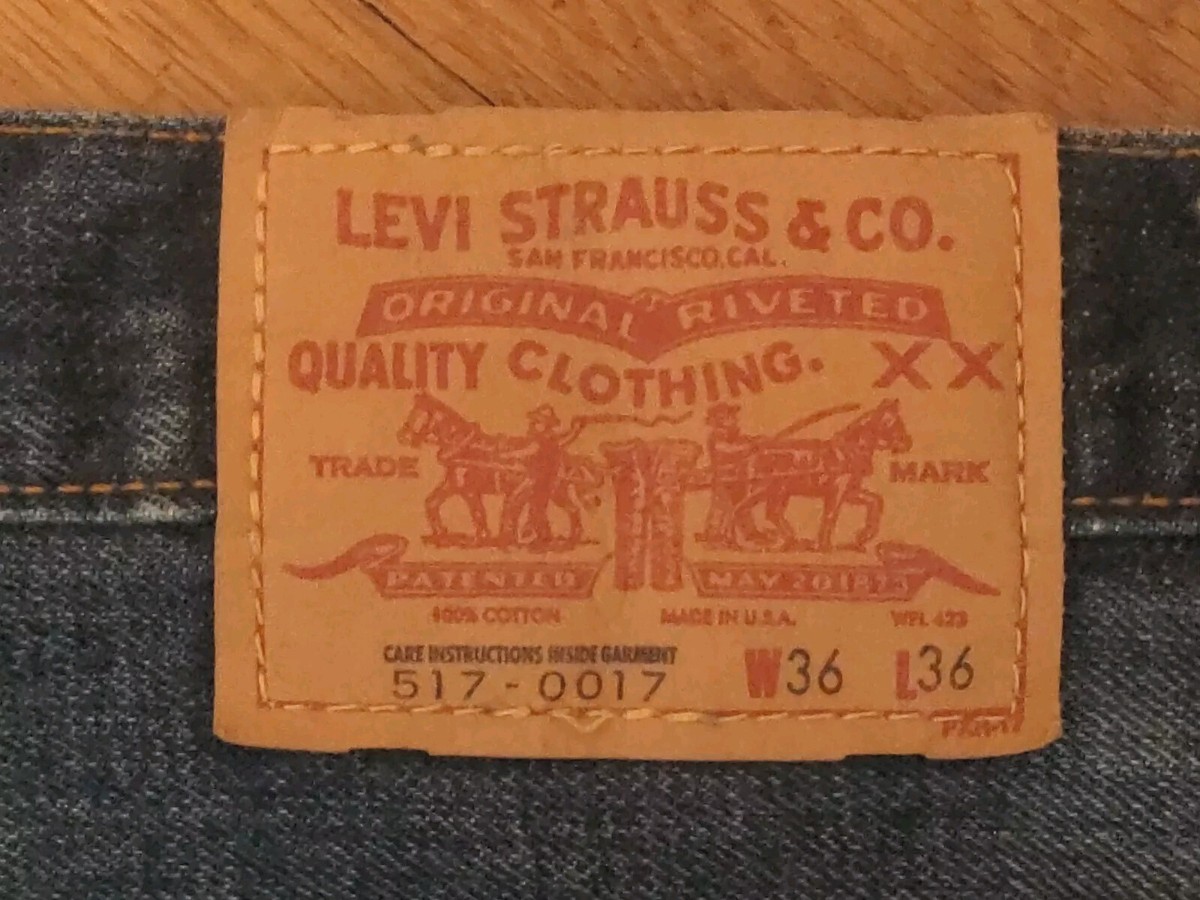 LEVI STRAUSS & CO.
SAN FRANCISCO, CAL.
ORIGINAL RIVETED
QUALITY CLOTHING. XX
TRADE MARK
PATENTED MAY 20 1873
100% COTTON MADE IN U.S.A. WPL 423
CARE INSTRUCTIONS INSIDE GARMENT
517-0017 W36 L36